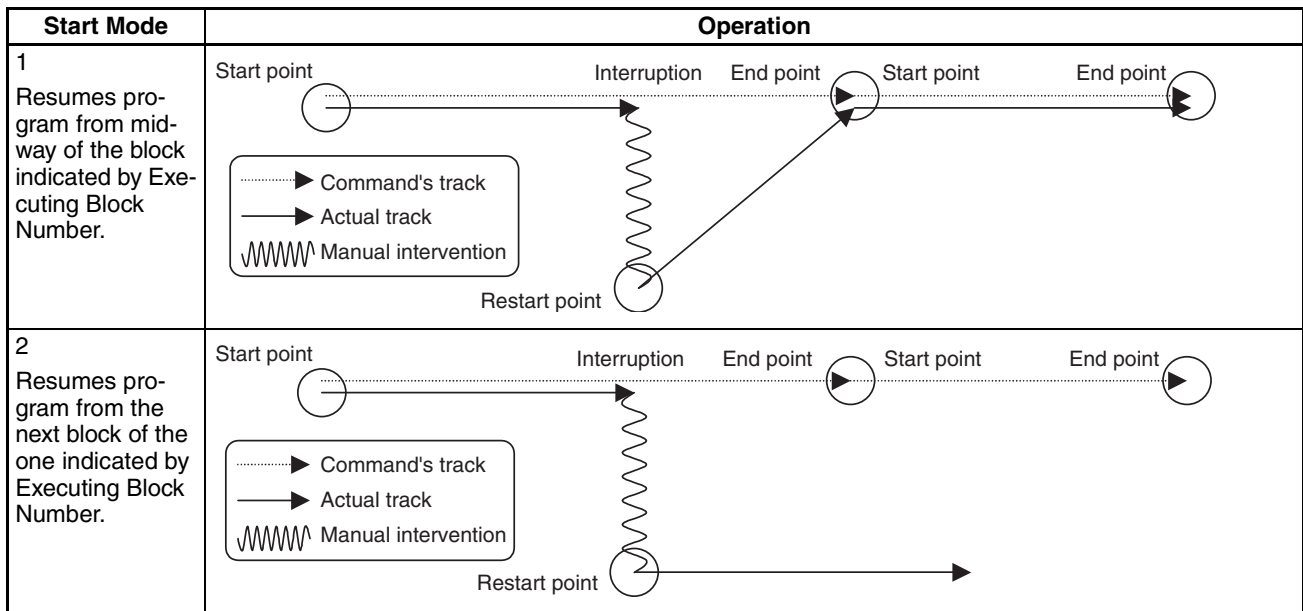 Start Mode
Operation
1
Resumes pro-
gram from mid-
way of the block
indicated by Exe-
cuting Block
Number.
Start point
Interruption
End point
Start point
End point
Command's track
Actual track
Manual intervention
Restart point
2
Resumes pro-
gram from the
next block of the
one indicated by
Executing Block
Number.
Start point
Interruption
End point
Start point
End point
Command's track
Actual track
Manual intervention
Restart point